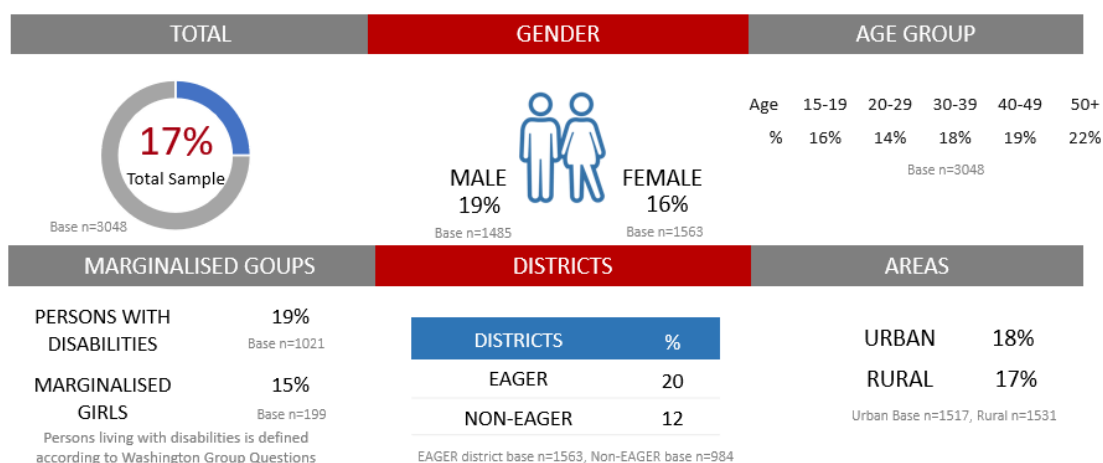 TOTAL
GENDER
AGE GROUP
17%
Total Sample
Base n=3048
MALE
19%
Base n=1485
FEMALE
16%
Base n=1563
Age 15-19 20-29 30-39 40-49 50+
% 16% 14% 18% 19% 22%
Base n=3048
MARGINALISED GOUPS
DISTRICTS
AREAS
PERSONS WITH
DISABILITIES
19%
Base n=1021
MARGINALISED
GIRLS
15%
Base n=199
Persons living with disabilities is defined
according to Washington Group Questions
DISTRICTS %
EAGER 20
NON-EAGER 12
EAGER district base n=1563, Non-EAGER base n=984
URBAN 18%
RURAL 17%
Urban Base n=1517, Rural n=1531